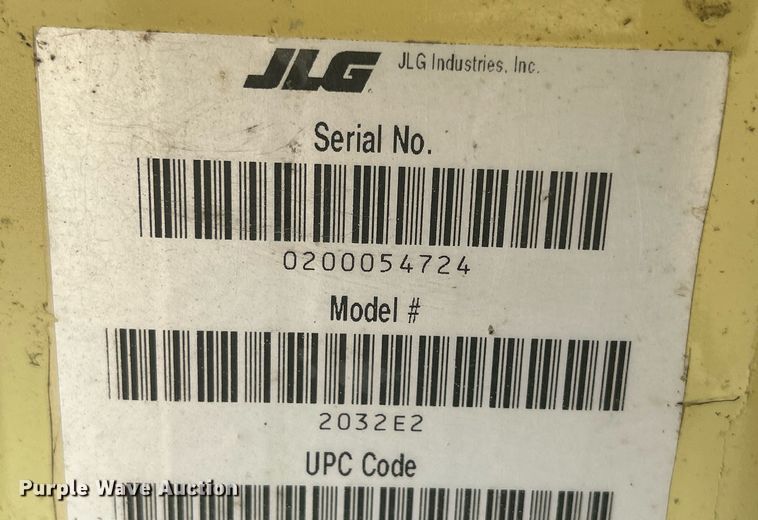 JLG JLG Industries, Inc.
Serial No.
0200054724
Model #
2032E2
UPC Code
Purple Wave Auction